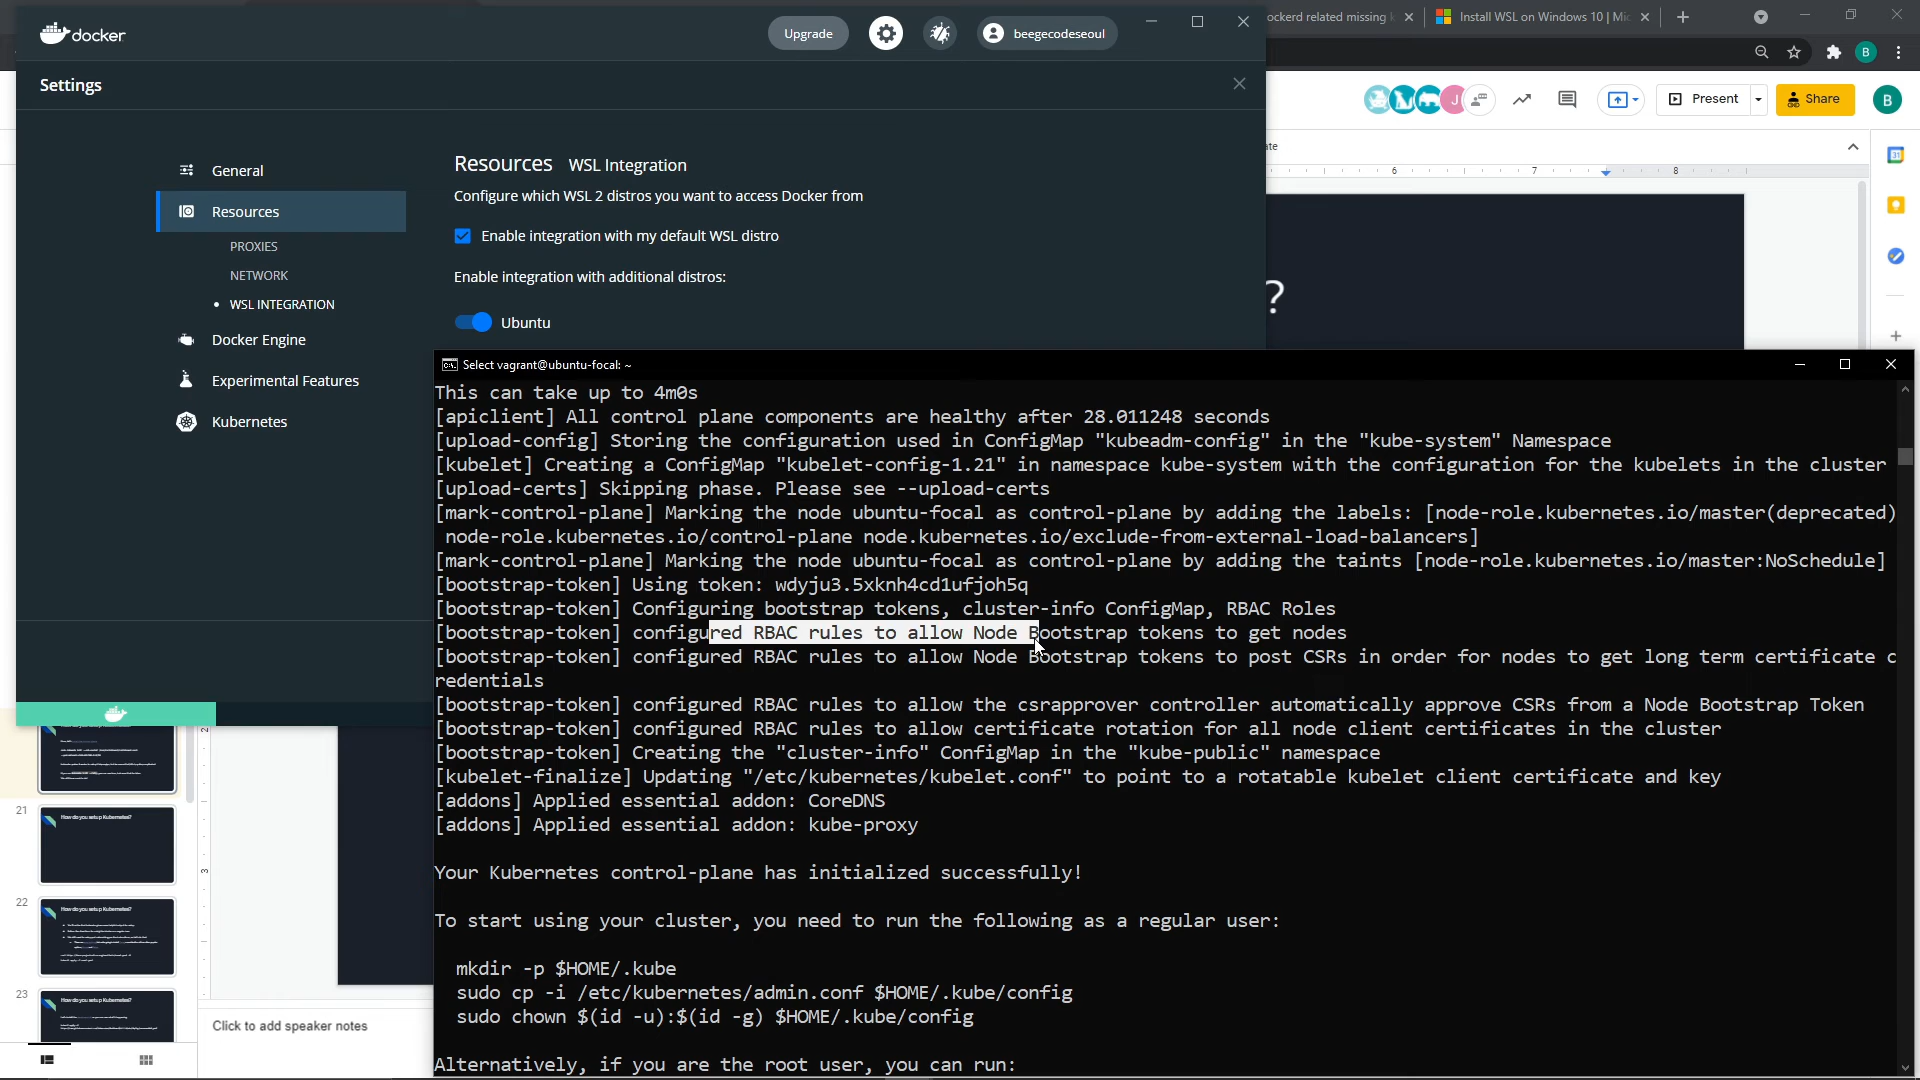 docker
Upgrade
beegecodeseoul
ockerd related missing
Install WSL on Windows 10 | Mi
B
Settings
J
Present
Share
B
General
Resources
PROXIES
NETWORK
WSL INTEGRATION
Docker Engine
Experimental Features
Kubernetes
Resources WSL Integration
Configure which WSL 2 distros you want to access Docker from
Enable integration with my default WSL distro
Enable integration with additional distros:
Ubuntu
ate
6 7 8
31
?
Select vagrant@ubuntu-focal: ~
This can take up to 4m0s
[apiclient] All control plane components are healthy after 28.011248 seconds
[upload-config] Storing the configuration used in ConfigMap "kubeadm-config" in the "kube-system" Namespace
[kubelet] Creating a ConfigMap "kubelet-config-1.21" in namespace kube-system with the configuration for the kubelets in the cluster
[upload-certs] Skipping phase. Please see --upload-certs
[mark-control-plane] Marking the node ubuntu-focal as control-plane by adding the labels: [node-role.kubernetes.io/master(deprecated)
node-role.kubernetes.io/control-plane node.kubernetes.io/exclude-from-external-load-balancers]
[mark-control-plane] Marking the node ubuntu-focal as control-plane by adding the taints [node-role.kubernetes.io/master:NoSchedule]
[bootstrap-token] Using token: wdyju3.5xknh4cd1ufjoh5q
[bootstrap-token] Configuring bootstrap tokens, cluster-info ConfigMap, RBAC Roles
[bootstrap-token] configured RBAC rules to allow Node Bootstrap tokens to get nodes
[bootstrap-token] configured RBAC rules to allow Node Bootstrap tokens to post CSRs in order for nodes to get long term certificate c
redentials
[bootstrap-token] configured RBAC rules to allow the csrapprover controller automatically approve CSRs from a Node Bootstrap Token
[bootstrap-token] configured RBAC rules to allow certificate rotation for all node client certificates in the cluster
[bootstrap-token] Creating the "cluster-info" ConfigMap in the "kube-public" namespace
[kubelet-finalize] Updating "/etc/kubernetes/kubelet.conf" to point to a rotatable kubelet client certificate and key
[addons] Applied essential addon: CoreDNS
[addons] Applied essential addon: kube-proxy
Your Kubernetes control-plane has initialized successfully!
To start using your cluster, you need to run the following as a regular user:
mkdir -p $HOME/.kube
sudo cp -i /etc/kubernetes/admin.conf $HOME/.kube/config
sudo chown $(id -u):$(id -g) $HOME/.kube/config
Alternatively, if you are the root user, you can run:
2
3
21
How do you setup Kubernetes?
22
How do you setup Kubernetes?
23
How do you setup Kubernetes?
Click to add speaker notes